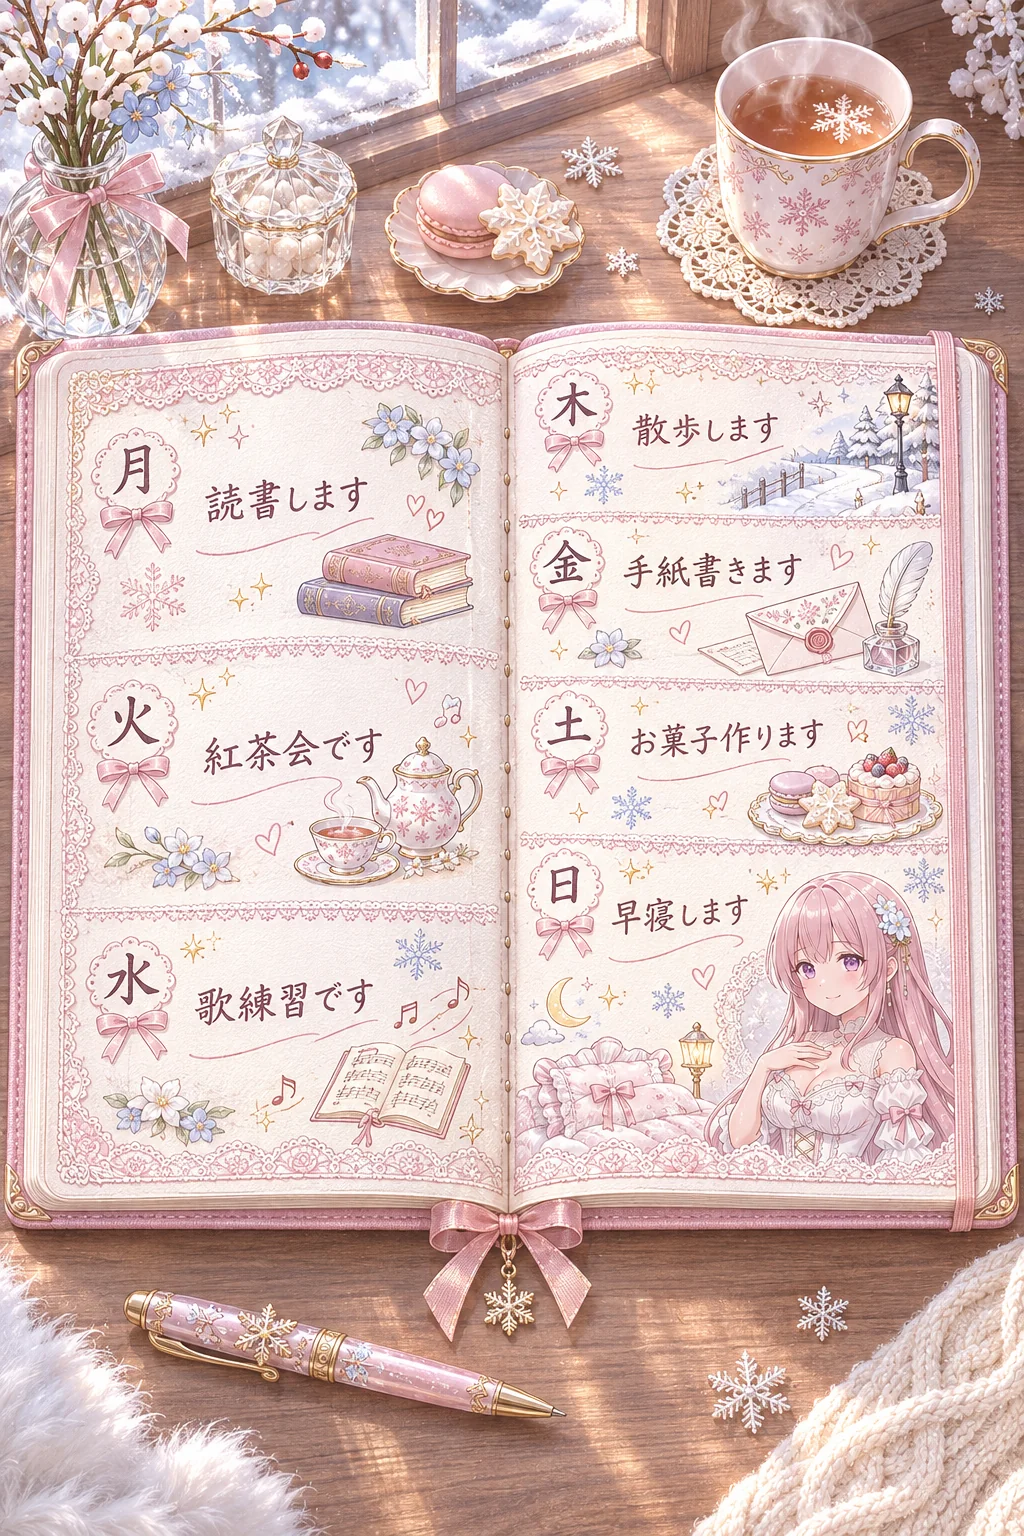 月
読書します
火
紅茶会です
水
歌練習です
木
散歩します
金
手紙書きます
土
お菓子作ります
日
早寝します